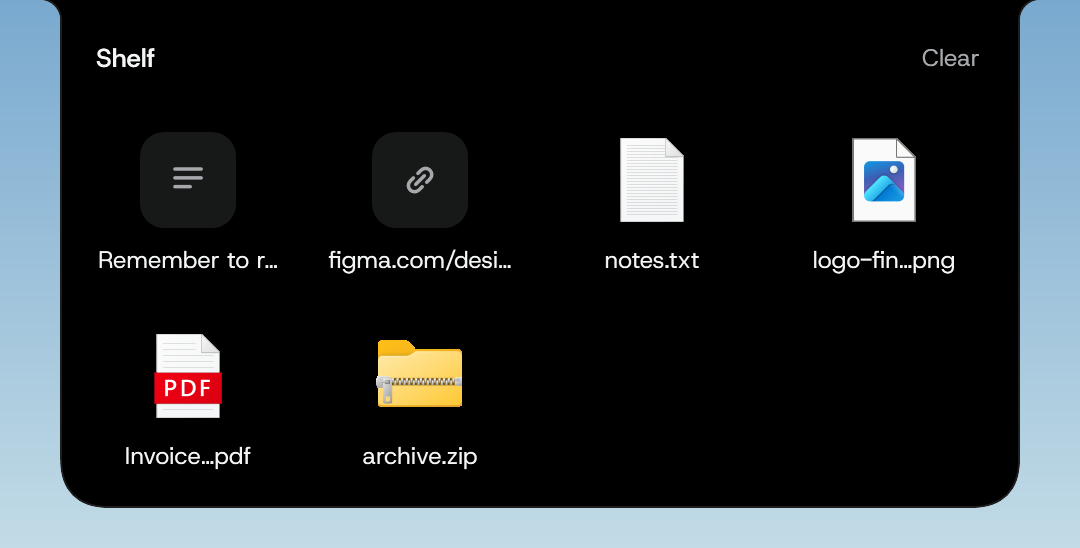 Shelf
Clear
Remember to r...
figma.com/desi...
notes.txt
logo-fin...png
PDF
Invoice...pdf
archive.zip